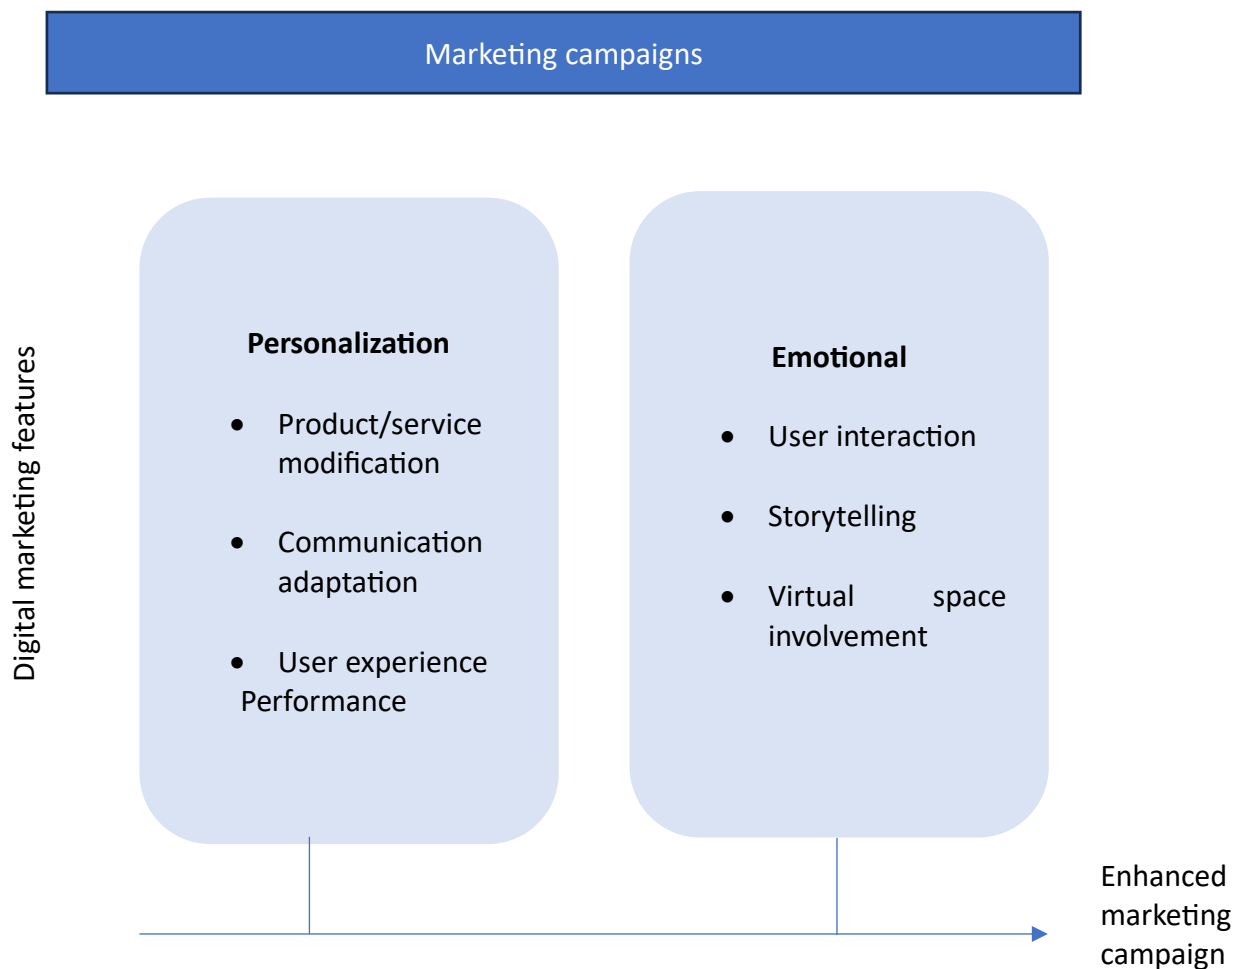 Marketing campaigns
Digital marketing features
Personalization
• Product/service
modification
• Communication
adaptation
• User experience
Performance
Emotional
• User interaction
• Storytelling
• Virtual space
involvement
Enhanced
marketing
campaign